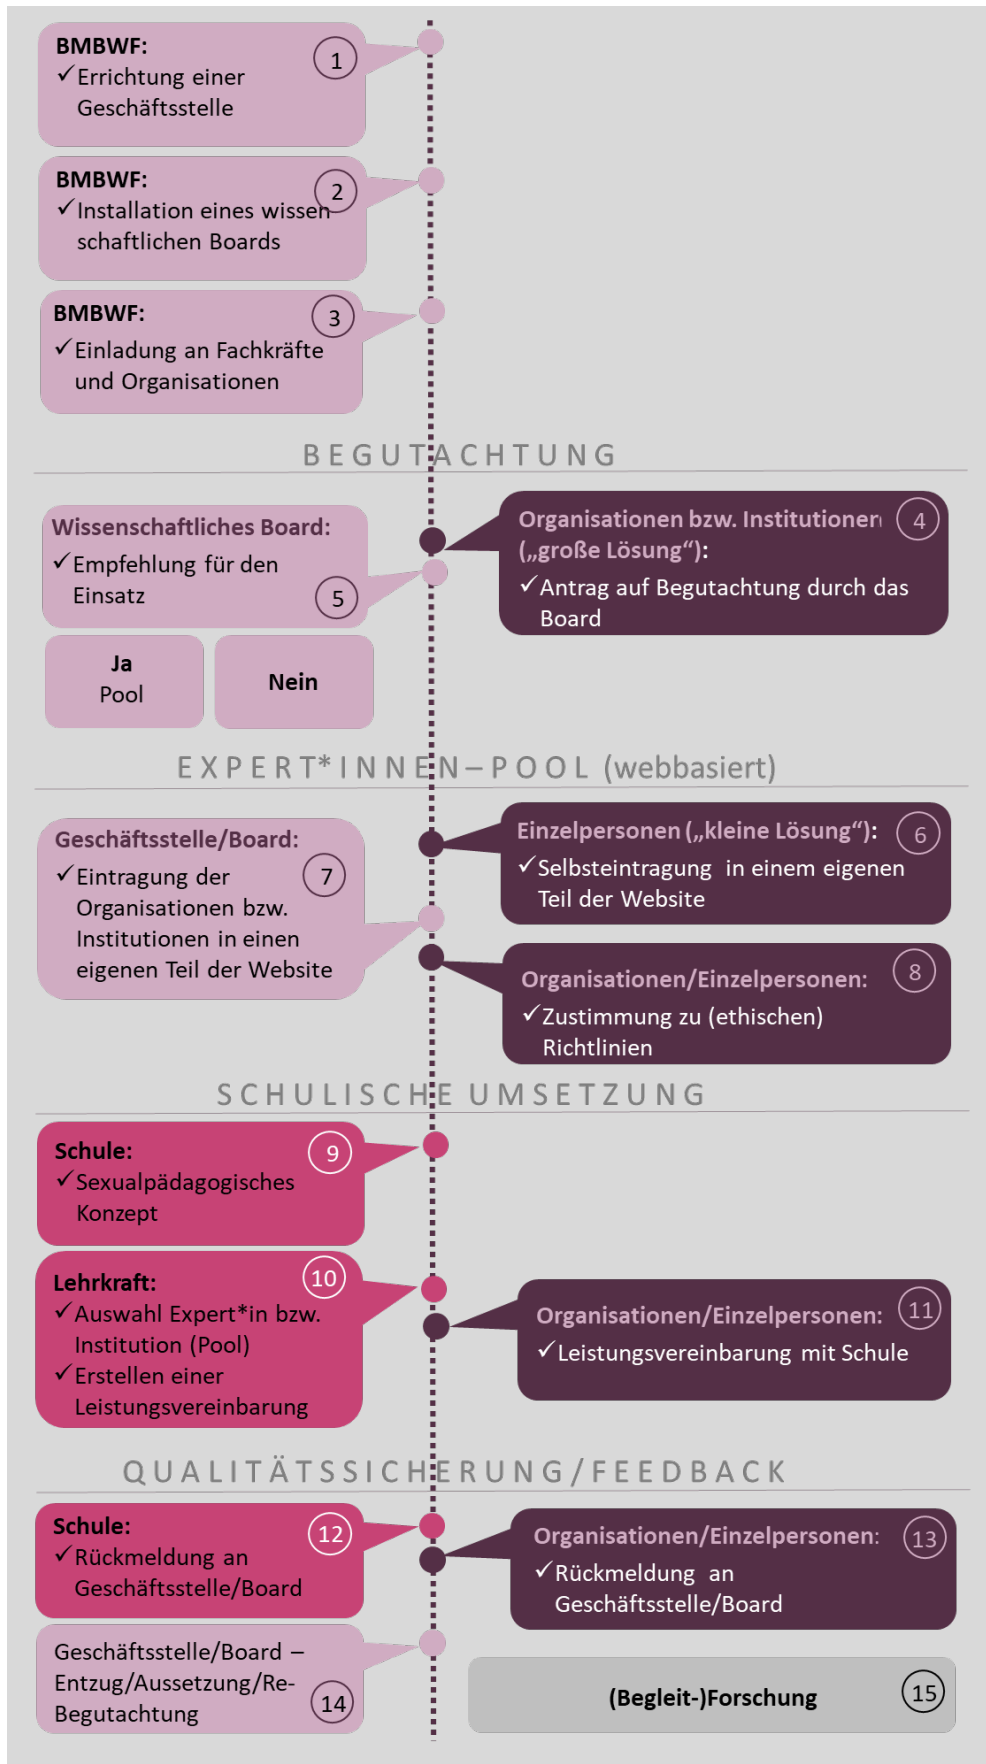 BMBWF:
1
✓Errichtung einer
Geschäftsstelle
BMBWF:
2
✓Installation eines wissen
schaftlichen Boards
BMBWF:
3
✓Einladung an Fachkräfte
und Organisationen
BEGUTACHTUNG
Organisationen bzw. Institutionen
4
(„große Lösung“):
✓Antrag auf Begutachtung durch das
Board
Wissenschaftliches Board:
✓Empfehlung für den
Einsatz
5
Ja
Pool
Nein
EXPERT*INNEN–POOL (webbasiert)
Einzelpersonen („kleine Lösung“):
6
✓Selbsteintragung in einem eigenen
Teil der Website
Geschäftsstelle/Board:
7
✓Eintragung der
Organisationen bzw.
Institutionen in einen
eigenen Teil der Website
Organisationen/Einzelpersonen:
8
✓Zustimmung zu (ethischen)
Richtlinien
SCHULISCHE UMSETZUNG
Schule:
9
✓Sexualpädagogisches
Konzept
Lehrkraft:
10
✓Auswahl Expert*in bzw.
Institution (Pool)
✓Erstellen einer
Leistungsvereinbarung
Organisationen/Einzelpersonen:
11
✓Leistungsvereinbarung mit Schule
QUALITÄTSSICHERUNG/FEEDBACK
Schule:
12
✓Rückmeldung an
Geschäftsstelle/Board
Organisationen/Einzelpersonen:
13
✓Rückmeldung an
Geschäftsstelle/Board
Geschäftsstelle/Board –
Entzug/Aussetzung/Re-
Begutachtung
14
(Begleit-)Forschung
15